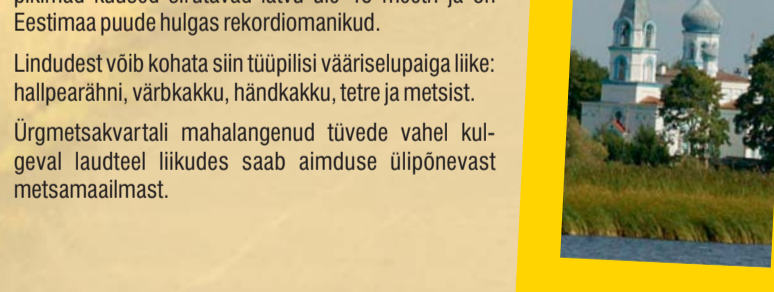 Eestimaa puude hulgas rekordiomanikud.
Lindudest võib kohata siin tüüpilisi vääriselupaiga liike:
hallpearähni, värbkakku, händkakku, tetre ja metsist.
Ürgmetsakvartali mahalangenud tüvede vahel kul-
geval laudteel liikudes saab aimduse ülipõnevast
metsamaailmast.